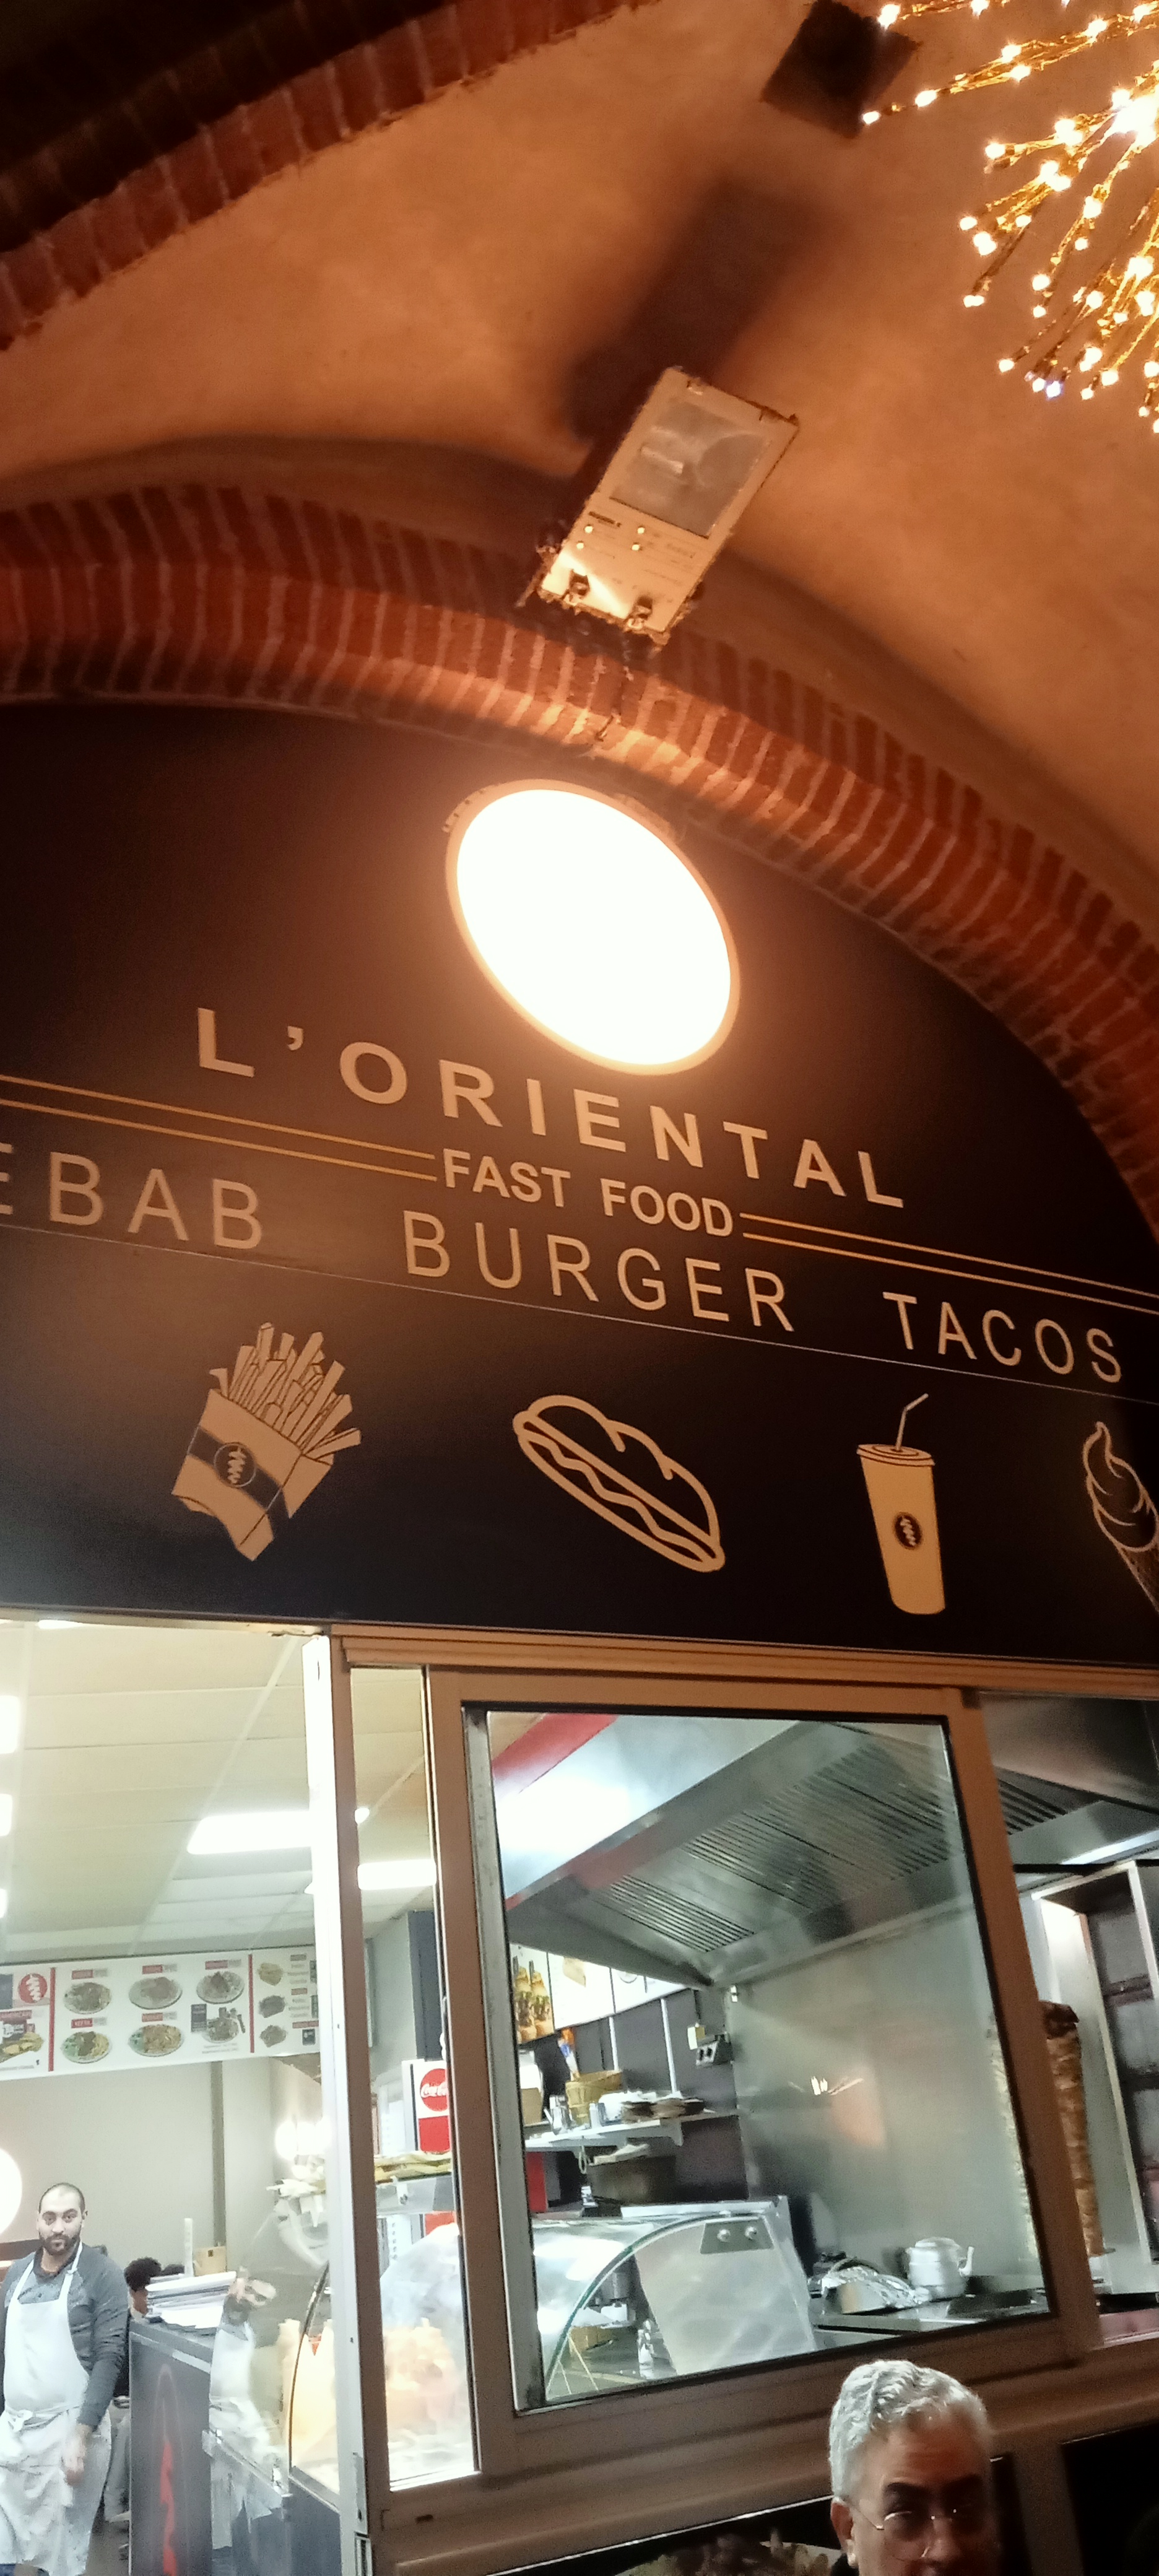 L'ORIENTAL
FAST FOOD
EBAB BURGER TACOS